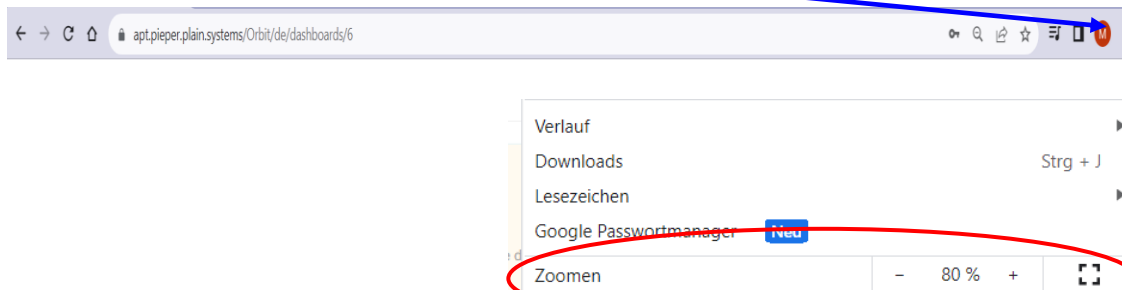 apt.pieper.plain.systems/Orbit/de/dashboards/6
M
Verlauf
Downloads Strg + J
Lesezeichen
Google Passwortmanager Neu
Zoomen - 80 % +